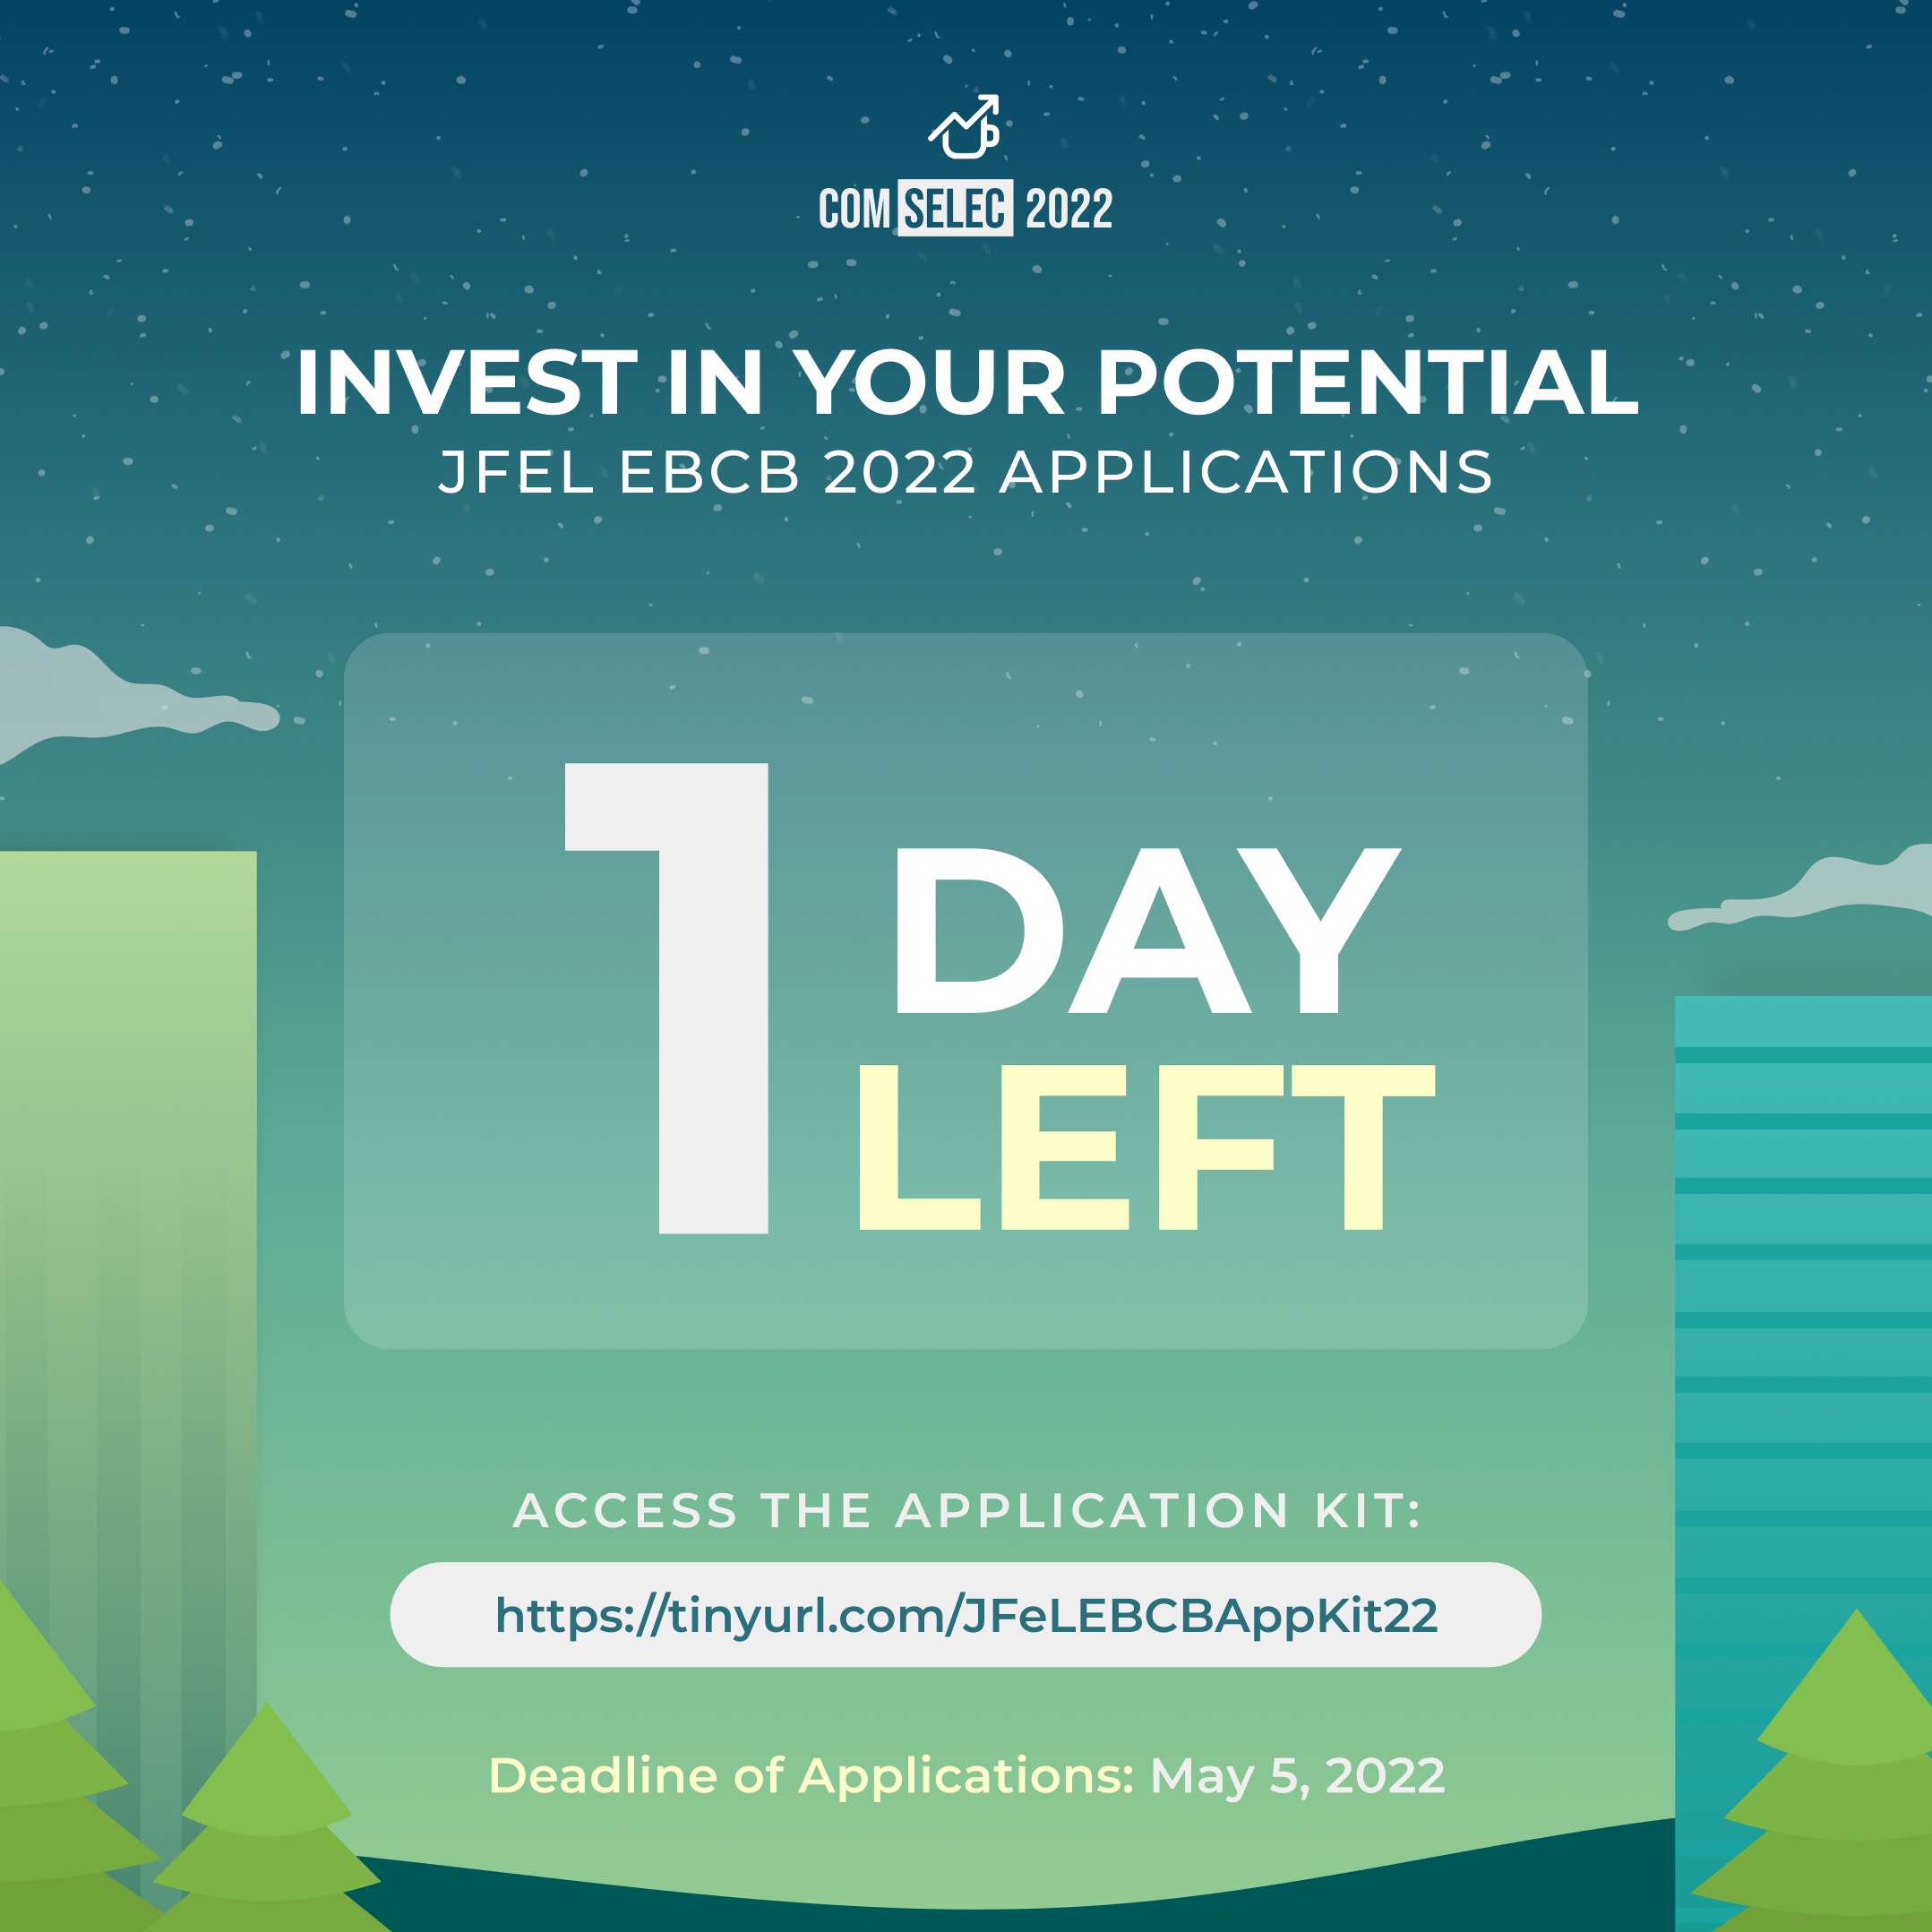 COM SELEC 2022
INVEST IN YOUR POTENTIAL
JFEL EBCB 2022 APPLICATIONS
1 DAY
LEFT
ACCESS THE APPLICATION KIT:
https://tinyurl.com/JFeLEBCBAppKit22
Deadline of Applications: May 5, 2022